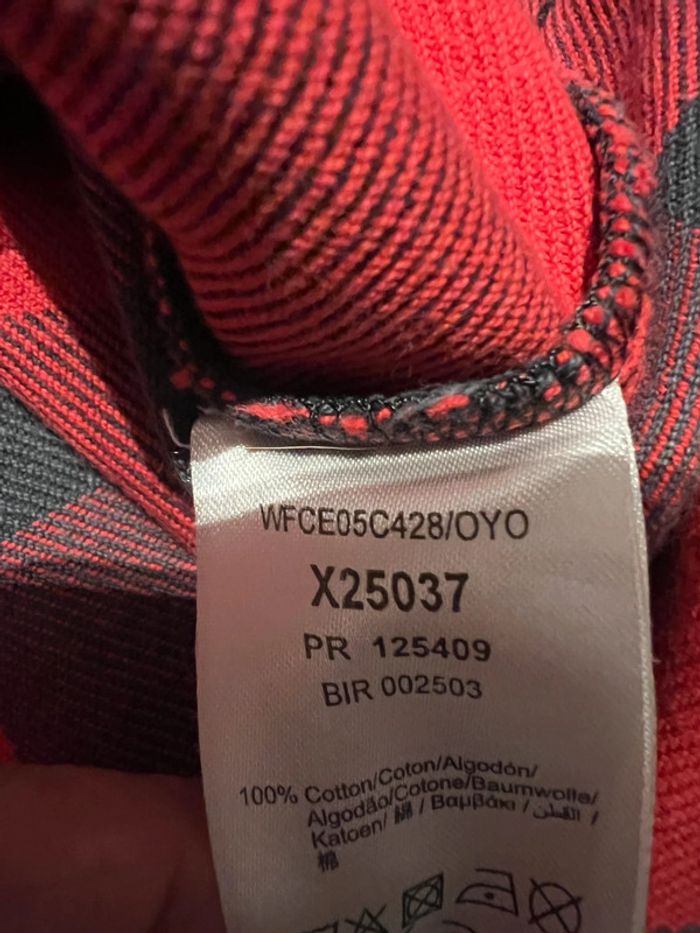 WFCE05C428/OYO
X25037
PR 125409
BIR 002503
100% Cotton/Coton/Algodón/
Algodão/Cotone/Baumwolle/
Katoen/ 綿 / Βαμβάκι / القطن /
棉